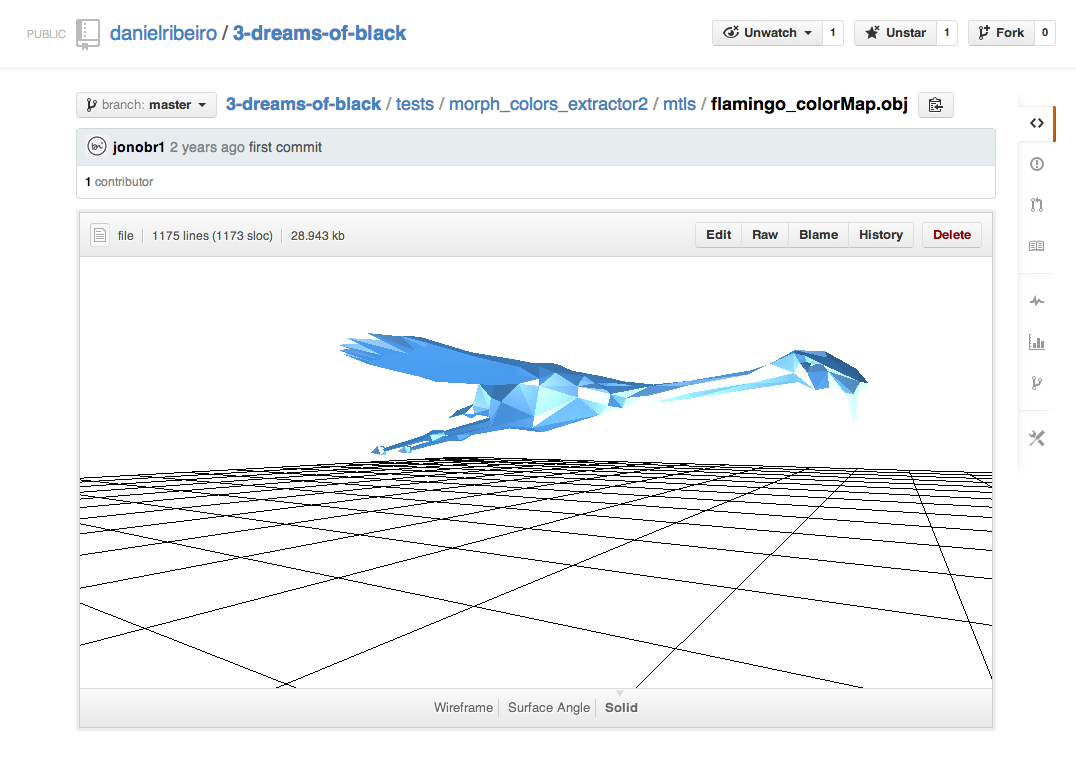 PUBLIC danielribeiro / 3-dreams-of-black Unwatch 1 Unstar 1 Fork 0
branch: master 3-dreams-of-black / tests / morph_colors_extractor2 / mtls / flamingo_colorMap.obj
jonobr1 2 years ago first commit
1 contributor
file 1175 lines (1173 sloc) 28.943 kb Edit Raw Blame History Delete
Wireframe Surface Angle Solid